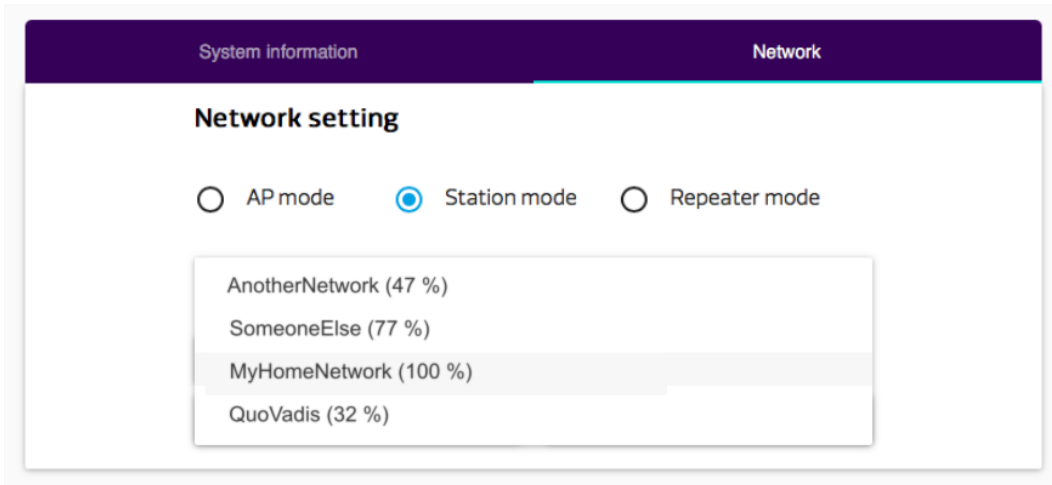 System information Network
Network setting
AP mode Station mode Repeater mode
AnotherNetwork (47 %)
SomeoneElse (77 %)
MyHomeNetwork (100 %)
QuoVadis (32 %)